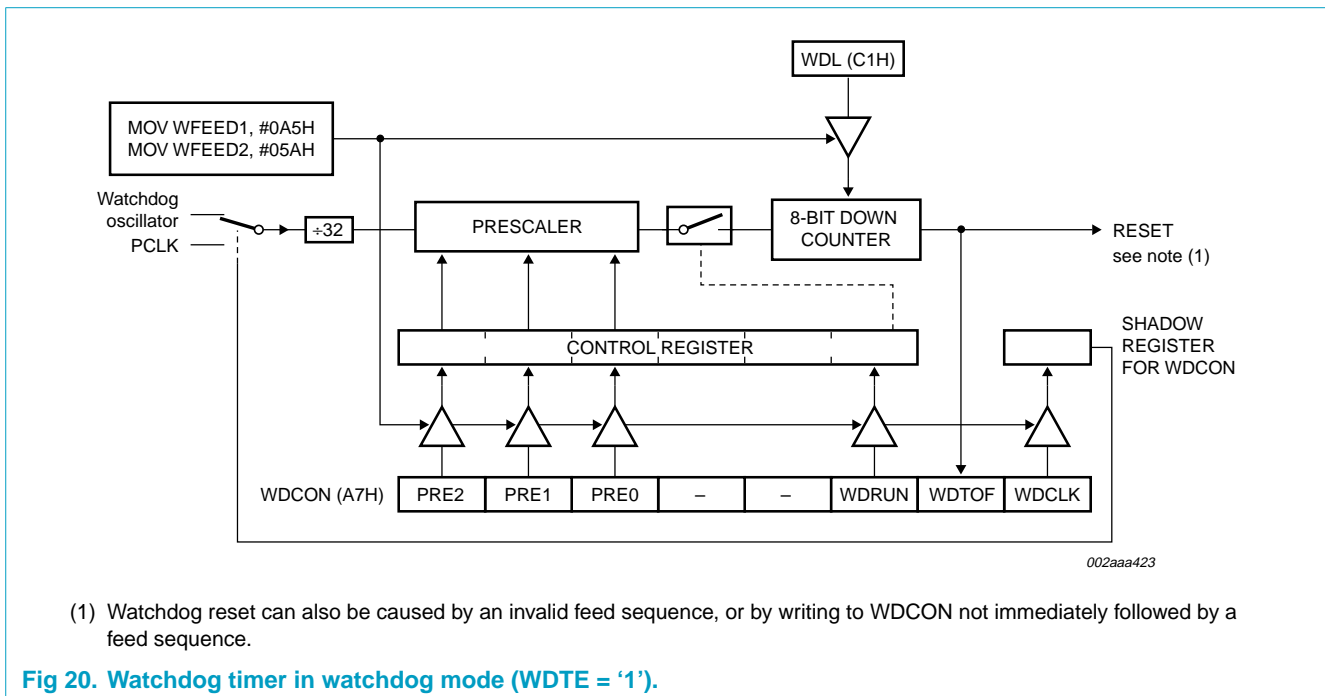 WDL (C1H)
MOV WFEED1, #0A5H
MOV WFEED2, #05AH
Watchdog
oscillator
PCLK
÷32
PRESCALER
8-BIT DOWN
COUNTER
RESET
see note (1)
CONTROL REGISTER
SHADOW
REGISTER
FOR WDCON
WDCON (A7H)
PRE2
PRE1
PRE0
–
–
WDRUN
WDTOF
WDCLK
002aaa423
(1) Watchdog reset can also be caused by an invalid feed sequence, or by writing to WDCON not immediately followed by a
feed sequence.
Fig 20. Watchdog timer in watchdog mode (WDTE = ‘1’).